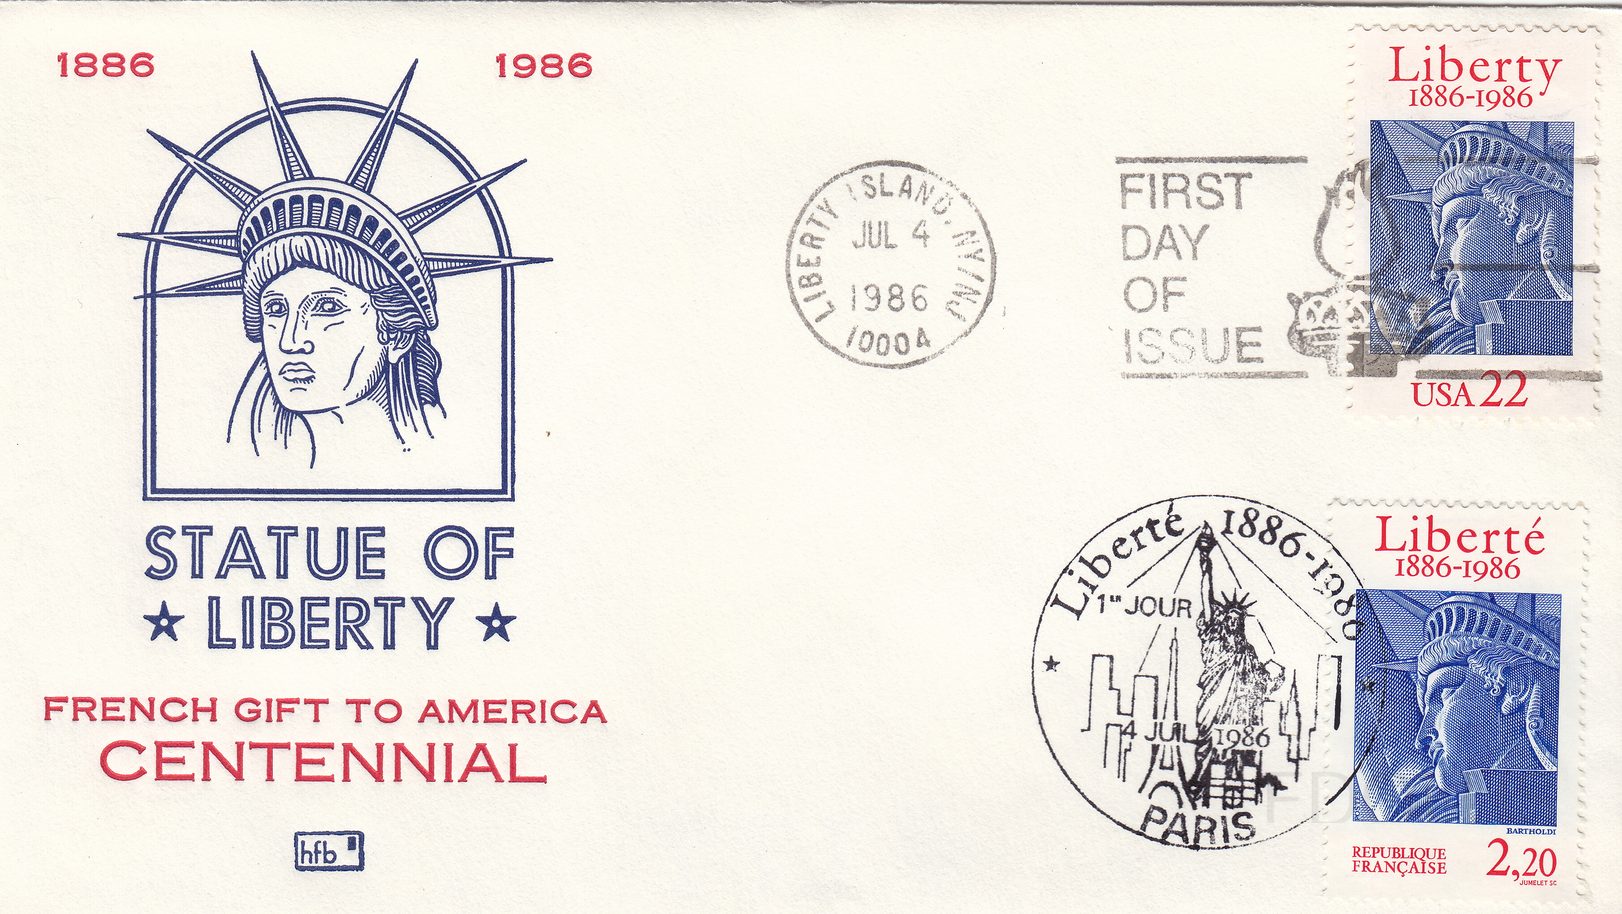 1886 1986
STATUE OF
LIBERTY
FRENCH GIFT TO AMERICA
CENTENNIAL
hfb
LIBERTY ISLAND, NY/NJ
JUL 4
1986
10004
FIRST
DAY
OF
ISSUE
Liberty
1886-1986
USA 22
Liberté 1886-1986
1ER JOUR
4 JUIL 1986
PARIS
Liberté
1886-1986
BARTHOLDI
REPUBLIQUE
FRANÇAISE
2,20
JUMELET SC